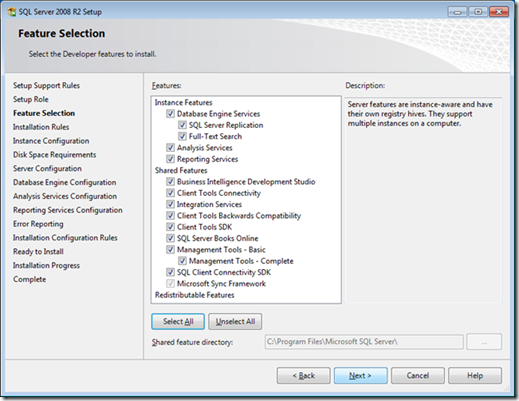 SQL Server 2008 R2 Setup
Feature Selection
Select the Developer features to install.
Setup Support Rules
Setup Role
Feature Selection
Installation Rules
Instance Configuration
Disk Space Requirements
Server Configuration
Database Engine Configuration
Analysis Services Configuration
Reporting Services Configuration
Error Reporting
Installation Configuration Rules
Ready to Install
Installation Progress
Complete
Features:
Instance Features
Database Engine Services
SQL Server Replication
Full-Text Search
Analysis Services
Reporting Services
Shared Features
Business Intelligence Development Studio
Client Tools Connectivity
Integration Services
Client Tools Backwards Compatibility
Client Tools SDK
SQL Server Books Online
Management Tools - Basic
Management Tools - Complete
SQL Client Connectivity SDK
Microsoft Sync Framework
Redistributable Features
Description:
Server features are instance-aware and have
their own registry hives. They support
multiple instances on a computer.
Select All
Unselect All
Shared feature directory:
C:\Program Files\Microsoft SQL Server\
...
< Back
Next >
Cancel
Help